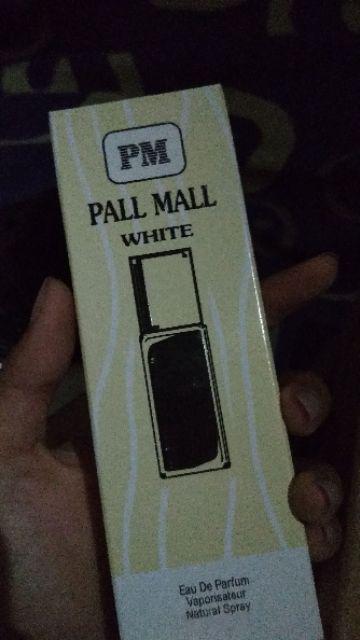 PM
PALL MALL
WHITE
Eau De Parfum
Vaporisateur
Natural Spray